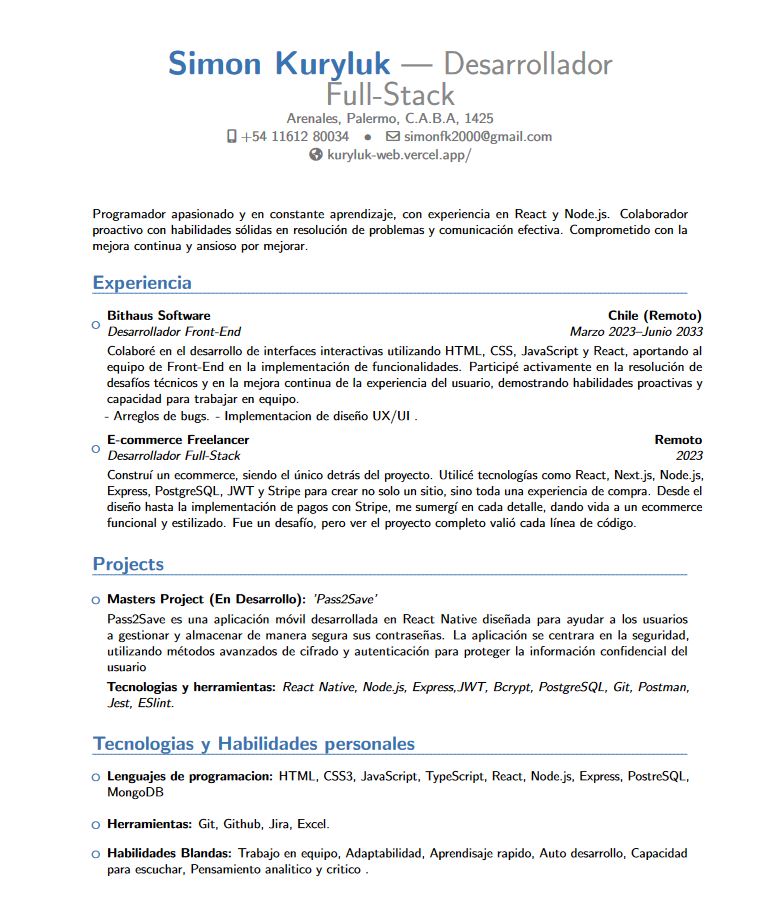 Simon Kuryluk — Desarrollador
Full-Stack
Arenales, Palermo, C.A.B.A, 1425
+54 11612 80034 • simonfk2000@gmail.com
kuryluk-web.vercel.app/
Programador apasionado y en constante aprendizaje, con experiencia en React y Node.js. Colaborador
proactivo con habilidades sólidas en resolución de problemas y comunicación efectiva. Comprometido con la
mejora continua y ansioso por mejorar.
Experiencia
Bithaus Software Chile (Remoto)
Desarrollador Front-End Marzo 2023–Junio 2033
Colaboré en el desarrollo de interfaces interactivas utilizando HTML, CSS, JavaScript y React, aportando al
equipo de Front-End en la implementación de funcionalidades. Participé activamente en la resolución de
desafíos técnicos y en la mejora continua de la experiencia del usuario, demostrando habilidades proactivas y
capacidad para trabajar en equipo.
- Arreglos de bugs. - Implementacion de diseño UX/UI .
E-commerce Freelancer Remoto
Desarrollador Full-Stack 2023
Construí un ecommerce, siendo el único detrás del proyecto. Utilicé tecnologías como React, Next.js, Node.js,
Express, PostgreSQL, JWT y Stripe para crear no solo un sitio, sino toda una experiencia de compra. Desde el
diseño hasta la implementación de pagos con Stripe, me sumergí en cada detalle, dando vida a un ecommerce
funcional y estilizado. Fue un desafío, pero ver el proyecto completo valió cada línea de código.
Projects
Masters Project (En Desarrollo): 'Pass2Save'
Pass2Save es una aplicación móvil desarrollada en React Native diseñada para ayudar a los usuarios
a gestionar y almacenar de manera segura sus contraseñas. La aplicación se centrara en la seguridad,
utilizando métodos avanzados de cifrado y autenticación para proteger la información confidencial del
usuario
Tecnologias y herramientas: React Native, Node.js, Express,JWT, Bcrypt, PostgreSQL, Git, Postman,
Jest, ESlint.
Tecnologias y Habilidades personales
Lenguajes de programacion: HTML, CSS3, JavaScript, TypeScript, React, Node.js, Express, PostreSQL,
MongoDB
Herramientas: Git, Github, Jira, Excel.
Habilidades Blandas: Trabajo en equipo, Adaptabilidad, Aprendisaje rapido, Auto desarrollo, Capacidad
para escuchar, Pensamiento analitico y critico .